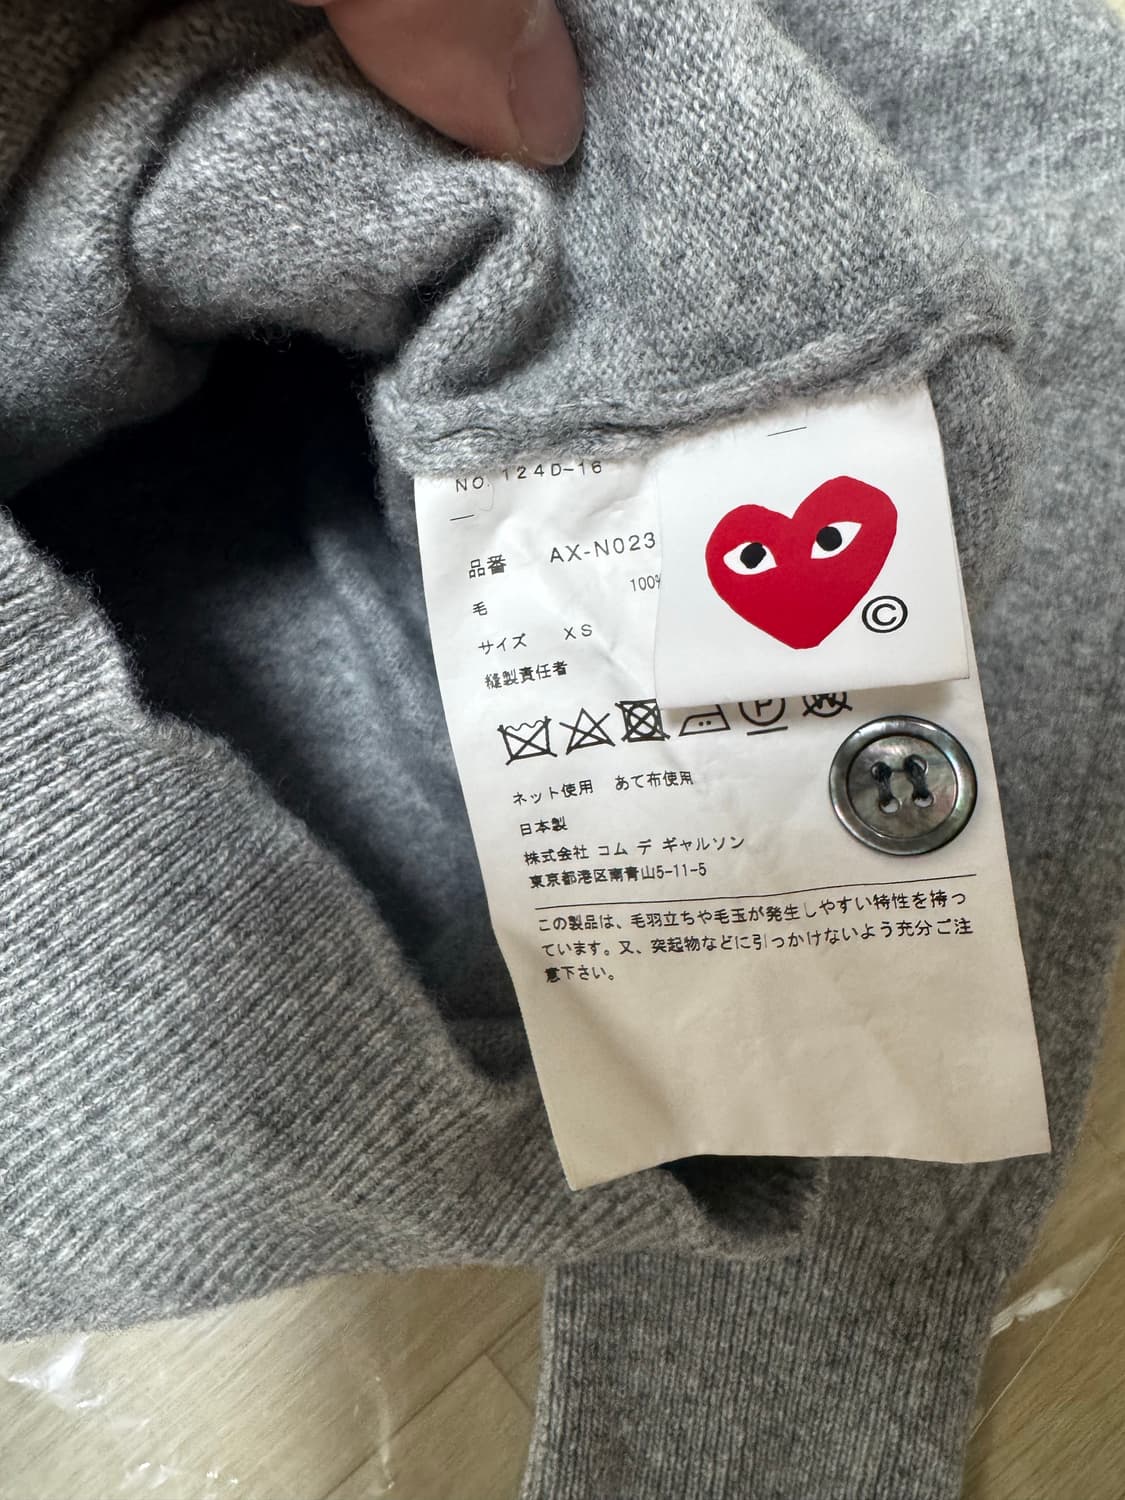 NO. 124D-16
品番 AX-N023
毛 100%
サイズ XS
縫製責任者
©
P
W
ネット使用 あて布使用
日本製
株式会社 コム デ ギャルソン
東京都港区南青山5-11-5
この製品は、毛羽立ちや毛玉が発生しやすい特性を持っ
ています。又、突起物などに引っかけないよう充分ご注
意下さい。